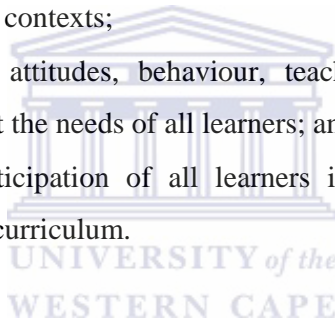 contexts;
attitudes, behaviour, teac
the needs of all learners; an
ticipation of all learners i
curriculum.
UNIVERSITY of the
WESTERN CAPE